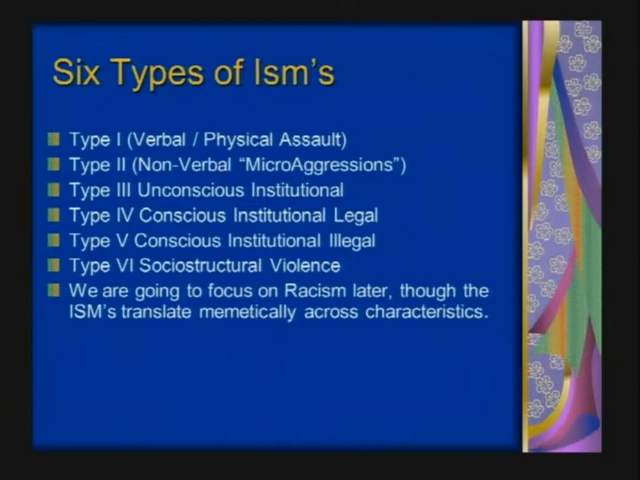 Six Types of Ism's
Type I (Verbal / Physical Assault)
Type II (Non-Verbal “MicroAggressions”)
Type III Unconscious Institutional
Type IV Conscious Institutional Legal
Type V Conscious Institutional Illegal
Type VI Sociostructural Violence
We are going to focus on Racism later, though the
ISM's translate memetically across characteristics.